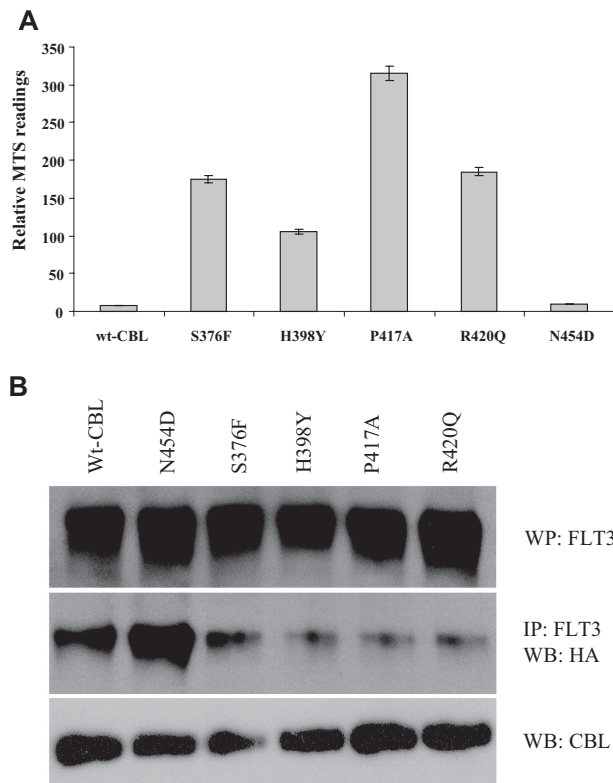 A
Relative MTS readings
350
300
250
200
150
100
50
0
wt-CBL S376F H398Y P417A R420Q N454D
B
Wt-CBL N454D S376F H398Y P417A R420Q
WP: FLT3
IP: FLT3
WB: HA
WB: CBL